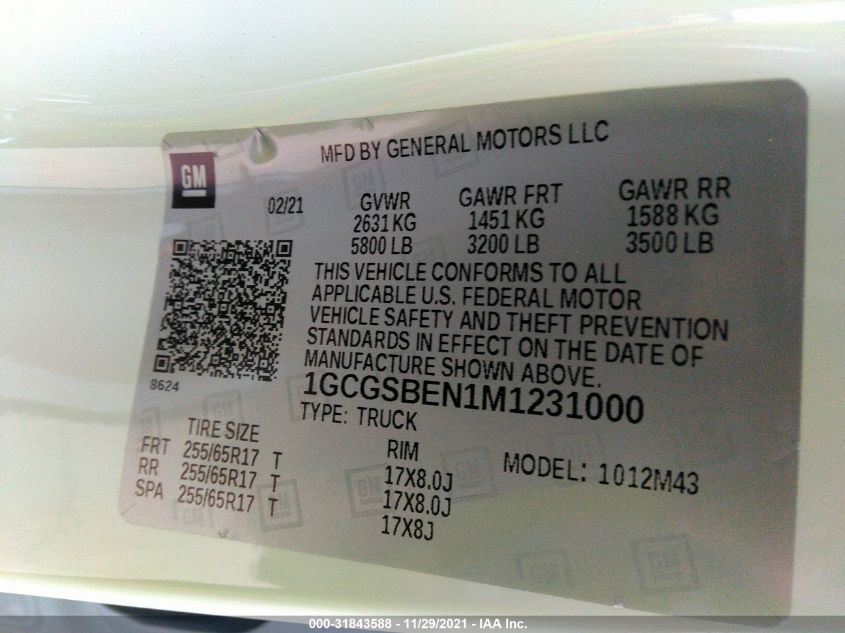 MFD BY GENERAL MOTORS LLC
GM
02/21
GVWR GAWR FRT GAWR RR
2631 KG 1451 KG 1588 KG
5800 LB 3200 LB 3500 LB
THIS VEHICLE CONFORMS TO ALL
APPLICABLE U.S. FEDERAL MOTOR
VEHICLE SAFETY AND THEFT PREVENTION
STANDARDS IN EFFECT ON THE DATE OF
MANUFACTURE SHOWN ABOVE.
8624
1GCGSBEN1M1231000
TYPE: TRUCK
TIRE SIZE RIM MODEL: 1012M43
FRT 255/65R17 T 17X8.0J
RR 255/65R17 T 17X8.0J
SPA 255/65R17 T 17X8J
000-31843588 - 11/29/2021 - IAA Inc.